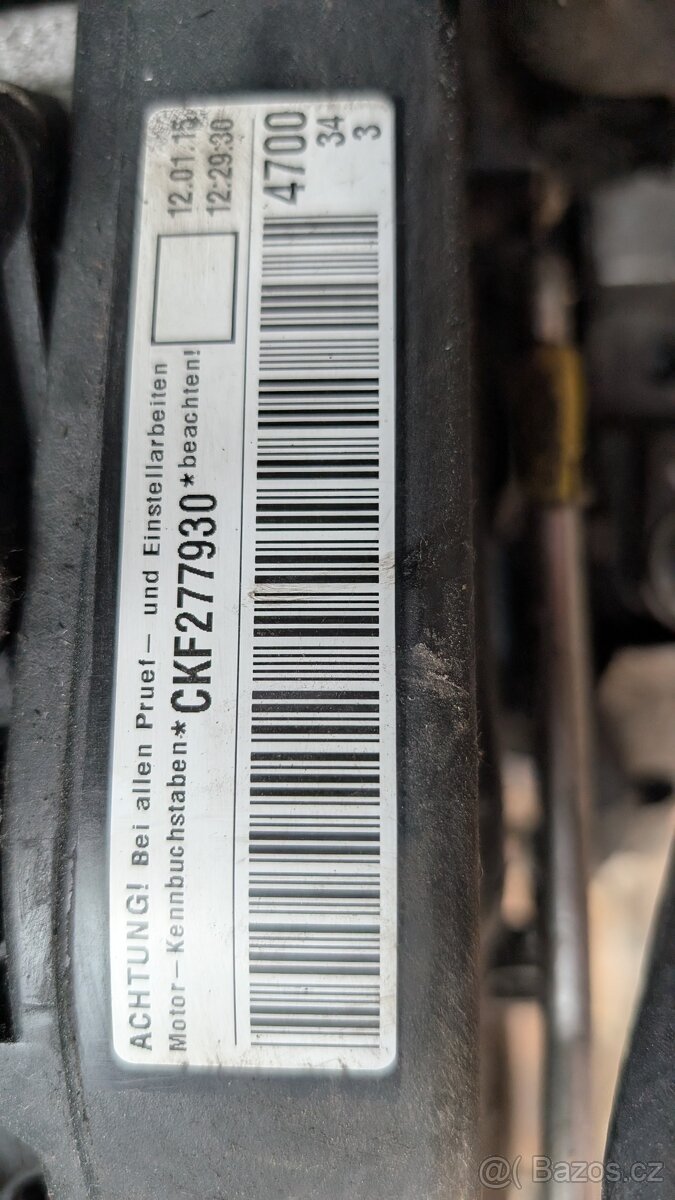 ACHTUNG! Bei allen Pruef- und Einstellarbeiten
Motor-Kennbuchstaben*CKF277930*beachten!
12.01.15
12:29:30
4700
34
3
@( Bazos.cz